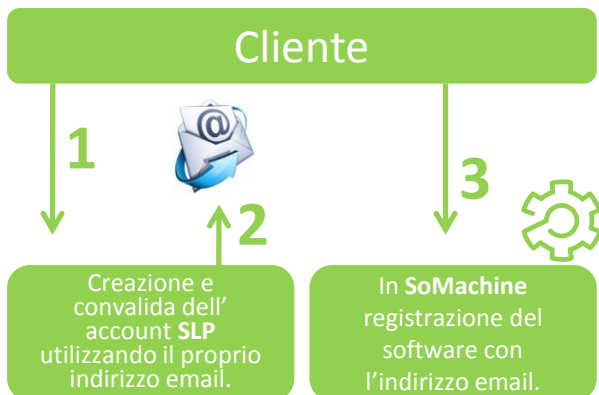 Cliente
1
@
2
3
Creazione e
convalida dell’
account SLP
utilizzando il proprio
indirizzo email.
In SoMachine
registrazione del
software con
l’indirizzo email.